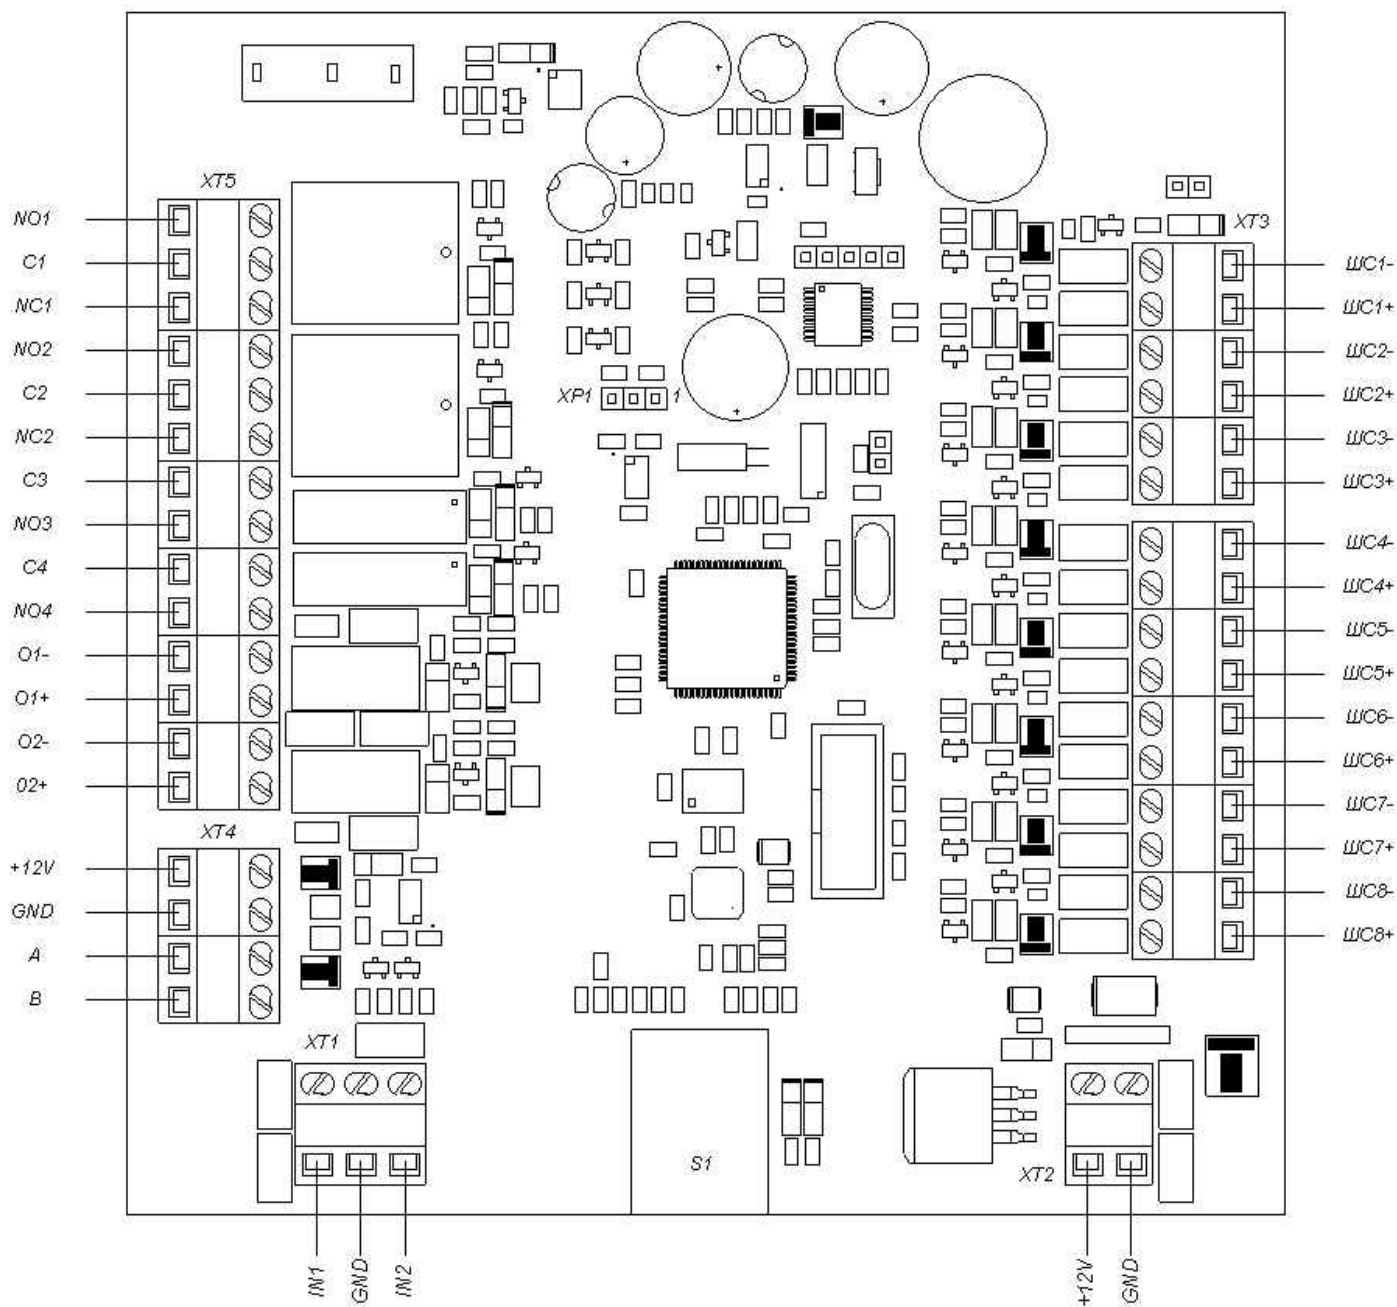 XT5
NO1
C1
NC1
NO2
C2
NC2
C3
NO3
C4
NO4
O1-
O1+
O2-
02+
XT4
+12V
GND
A
B
XT1
IN1
GND
IN2
XP1
1
S1
XT3
ШС1-
ШС1+
ШС2-
ШС2+
ШС3-
ШС3+
ШС4-
ШС4+
ШС5-
ШС5+
ШС6-
ШС6+
ШС7-
ШС7+
ШС8-
ШС8+
XT2
+12V
GND